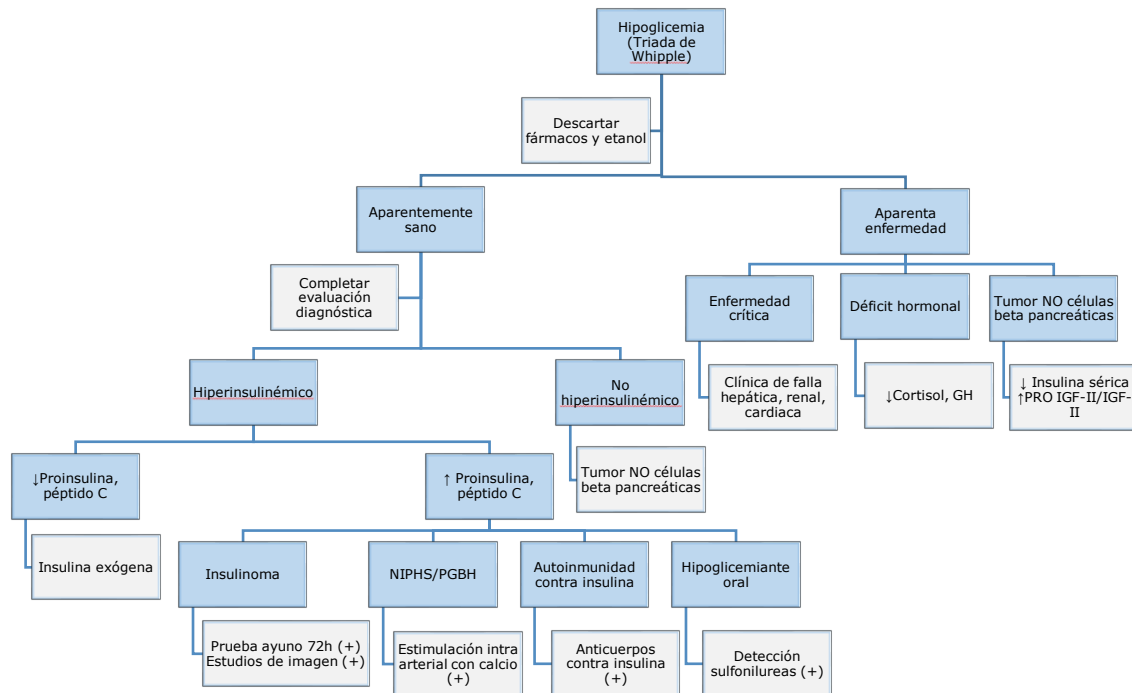 Hipoglicemia
(Triada de
Whipple)
Descartar
fármacos y etanol
Aparentemente
sano
Aparenta
enfermedad
Completar
evaluación
diagnóstica
Enfermedad
crítica
Déficit hormonal
Tumor NO células
beta pancreáticas
Clínica de falla
hepática, renal,
cardiaca
↓Cortisol, GH
↓ Insulina sérica
↑PRO IGF-II/IGF-
II
Hiperinsulinémico
No
hiperinsulinémico
Tumor NO células
beta pancreáticas
↓Proinsulina,
péptido C
↑ Proinsulina,
péptido C
Insulina exógena
Insulinoma
NIPHS/PGBH
Autoinmunidad
contra insulina
Hipoglicemiante
oral
Prueba ayuno 72h (+)
Estudios de imagen (+)
Estimulación intra
arterial con calcio
(+)
Anticuerpos
contra insulina
(+)
Detección
sulfonilureas (+)